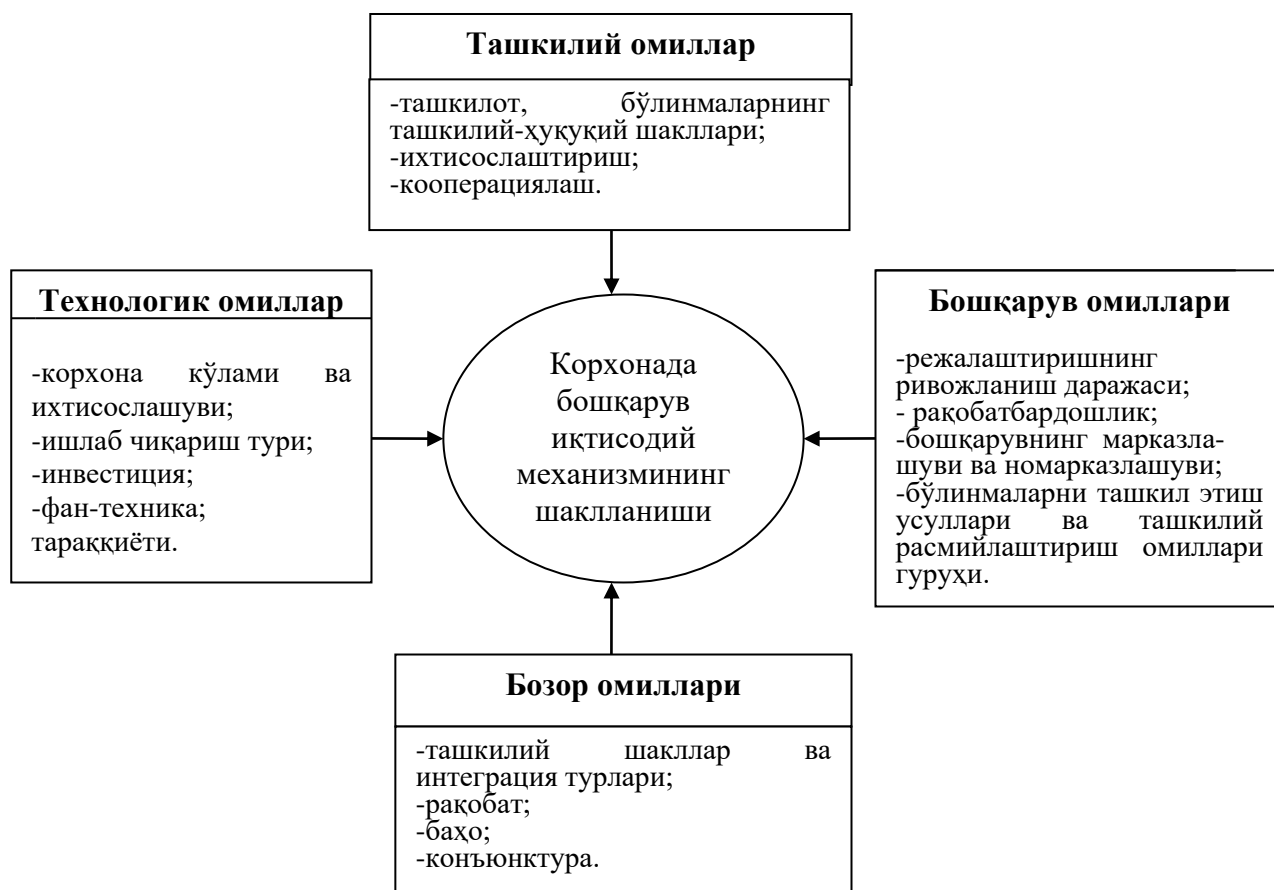 Ташкилий омиллар
-ташкилот, бўлинмаларнинг
ташкилий-ҳуқуқий шакллари;
-ихтисослаштириш;
-кооперациялаш.
Технологик омиллар
-корхона кўлами ва
ихтисослашуви;
-ишлаб чиқариш тури;
-инвестиция;
-фан-техника;
тараққиёти.
Корхонада
бошқарув
иқтисодий
механизмининг
шаклланиши
Бошқарув омиллари
-режалаштиришнинг
ривожланиш даражаси;
- рақобатбардошлик;
-бошқарувнинг марказла-
шуви ва номарказлашуви;
-бўлинмаларни ташкил этиш
усуллари ва ташкилий
расмийлаштириш омиллари
гуруҳи.
Бозор омиллари
-ташкилий шакллар ва
интеграция турлари;
-рақобат;
-баҳо;
-конъюнктура.